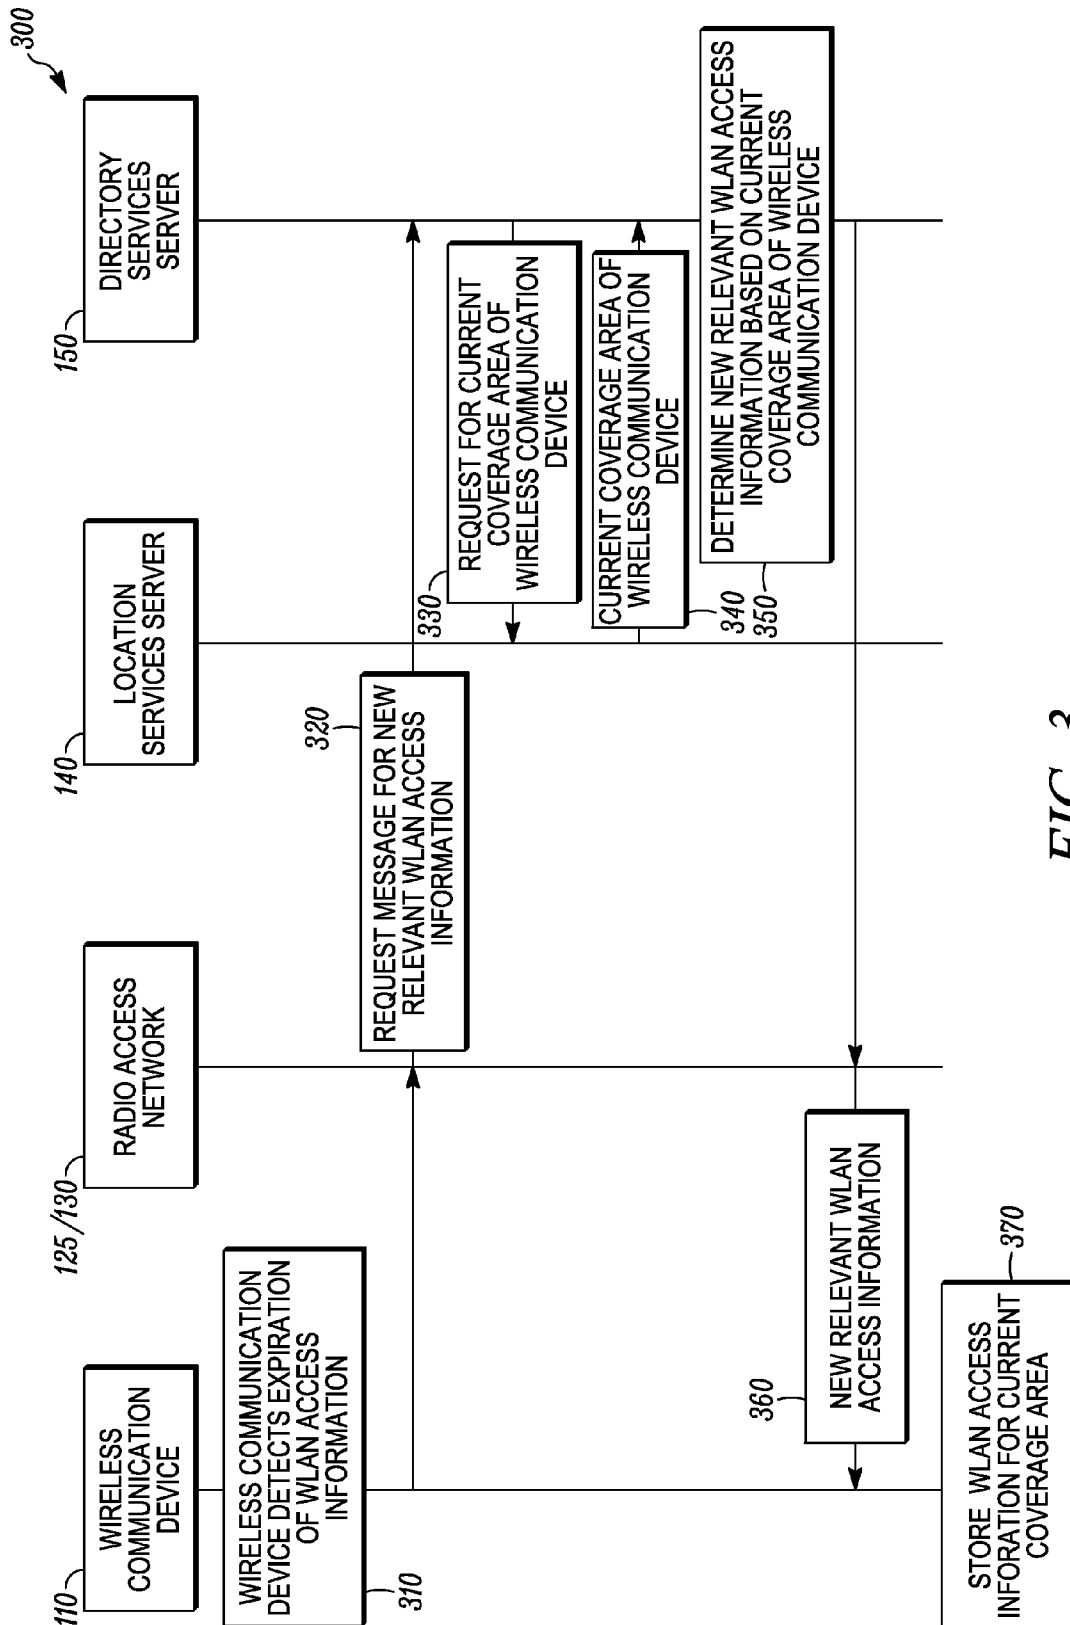 300
110
WIRELESS
COMMUNICATION
DEVICE
125/130
RADIO ACCESS
NETWORK
140
LOCATION
SERVICES SERVER
150
DIRECTORY
SERVICES
SERVER
WIRELESS COMMUNICATION
DEVICE DETECTS EXPIRATION
OF WLAN ACCESS
INFORMATION
310
320
REQUEST MESSAGE FOR NEW
RELEVANT WLAN ACCESS
INFORMATION
330
REQUEST FOR CURRENT
COVERAGE AREA OF
WIRELESS COMMUNICATION
DEVICE
CURRENT COVERAGE AREA OF
WIRELESS COMMUNICATION
DEVICE
340
DETERMINE NEW RELEVANT WLAN ACCESS
INFORMATION BASED ON CURRENT
COVERAGE AREA OF WIRELESS
COMMUNICATION DEVICE
350
360
NEW RELEVANT WLAN
ACCESS INFORMATION
370
STORE WLAN ACCESS
INFORATION FOR CURRENT
COVERAGE AREA
FIG. 3